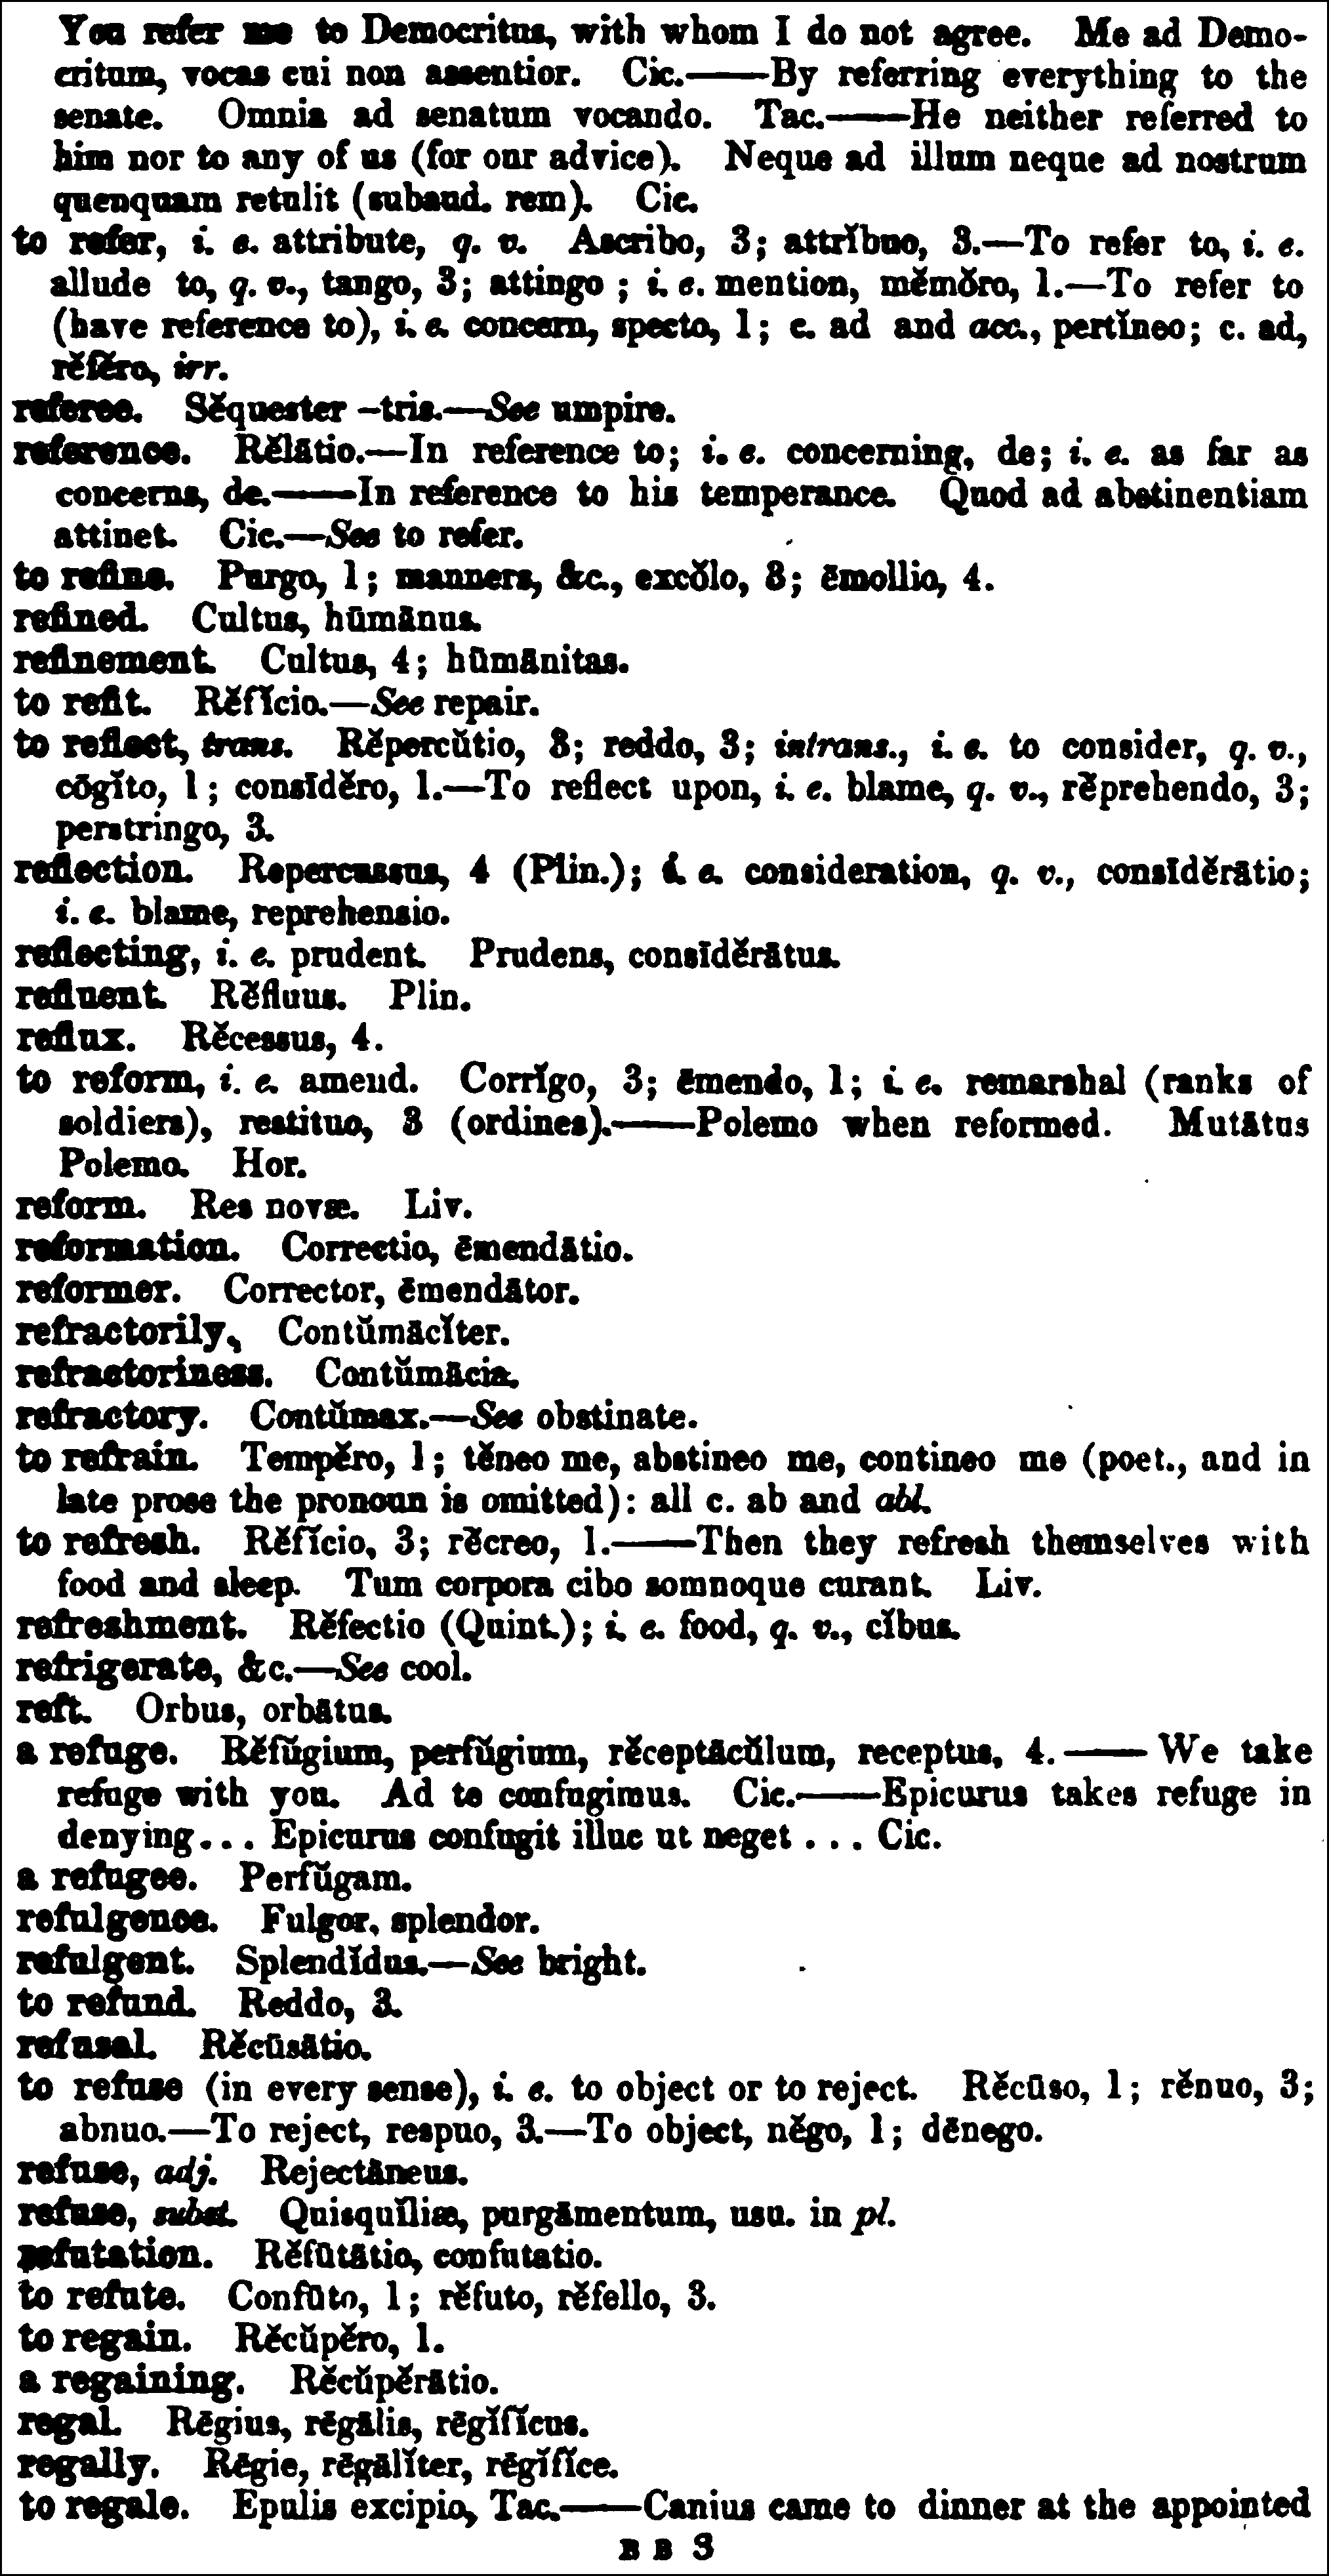 You refer me to Democritus, with whom I do not agree. Me ad Demo-
critum, vocas cui non assentior. Cic.——By referring everything to the
senate. Omnia ad senatum vocando. Tac.——He neither referred to
him nor to any of us (for our advice). Neque ad illum neque ad nostrum
quenquam retulit (subaud. rem). Cic.
to refer, i. e. attribute, q. v. Ascribo, 3; attrĭbuo, 3.—To refer to, i. e.
allude to, q. v., tango, 3; attingo ; i. e. mention, mĕmŏro, 1.—To refer to
(have reference to), i. e. concern, specto, 1; c. ad and acc., pertĭneo; c. ad,
rĕfĕro, irr.
referee. Sĕquester -tris.—See umpire.
reference. Rĕlātio.—In reference to; i. e. concerning, de; i. e. as far as
concerns, de.——In reference to his temperance. Quod ad abstinentiam
attinet. Cic.—See to refer.
to refine. Purgo, 1; manners, &c., excŏlo, 3; ēmollio, 4.
refined. Cultus, hūmānus.
refinement. Cultus, 4; hūmānitas.
to refit. Rĕfĭcio.—See repair.
to reflect, trans. Rĕpercŭtio, 3; reddo, 3; intrans., i. e. to consider, q. v.,
cōgĭto, 1; consīdĕro, 1.—To reflect upon, i. e. blame, q. v., rĕprehendo, 3;
perstringo, 3.
reflection. Repercussus, 4 (Plin.); i. e. consideration, q. v., consīdĕrātio;
i. e. blame, reprehensio.
reflecting, i. e. prudent. Prudens, consīdĕrātus.
refluent. Rĕfluus. Plin.
reflux. Rĕcessus, 4.
to reform, i. e. amend. Corrĭgo, 3; ēmendo, 1; i. e. remarshal (ranks of
soldiers), restituo, 3 (ordines).——Polemo when reformed. Mutātus
Polemo. Hor.
reform. Res novæ. Liv.
reformation. Correctio, ēmendātio.
reformer. Corrector, ēmendātor.
refractorily, Contŭmācĭter.
refractoriness. Contŭmācia.
refractory. Contŭmax.—See obstinate.
to refrain. Tempĕro, 1; tĕneo me, abstineo me, contineo me (poet., and in
late prose the pronoun is omitted): all c. ab and abl.
to refresh. Rĕfĭcio, 3; rĕcreo, 1.——Then they refresh themselves with
food and sleep. Tum corpora cibo somnoque curant. Liv.
refreshment. Rĕfectio (Quint.); i. e. food, q. v., cĭbus.
refrigerate, &c.—See cool.
reft. Orbus, orbātus.
a refuge. Rĕfŭgium, perfŭgium, rĕceptācŭlum, receptus, 4.—— We take
refuge with you. Ad te confugimus. Cic.——Epicurus takes refuge in
denying... Epicurus confugit illuc ut neget ... Cic.
a refugee. Perfŭgam.
refulgence. Fulgor, splendor.
refulgent. Splendĭdus.—See bright.
to refund. Reddo, 3.
refusal. Rĕcūsātio.
to refuse (in every sense), i. e. to object or to reject. Rĕcūso, 1; rĕnuo, 3;
abnuo.—To reject, respuo, 3.—To object, nĕgo, 1; dēnego.
refuse, adj. Rejectāneus.
refuse, subst. Quisquĭliæ, purgāmentum, usu. in pl.
refutation. Rĕfūtātio, confutatio.
to refute. Confūto, 1; rĕfuto, rĕfello, 3.
to regain. Rĕcŭpĕro, 1.
a regaining. Rĕcŭpĕrātio.
regal. Rēgius, rēgālis, rēgĭfĭcus.
regally. Rēgie, rēgālĭter, rēgĭfĭce.
to regale. Epulis excipio, Tac.——Canius came to dinner at the appointed
B B 3